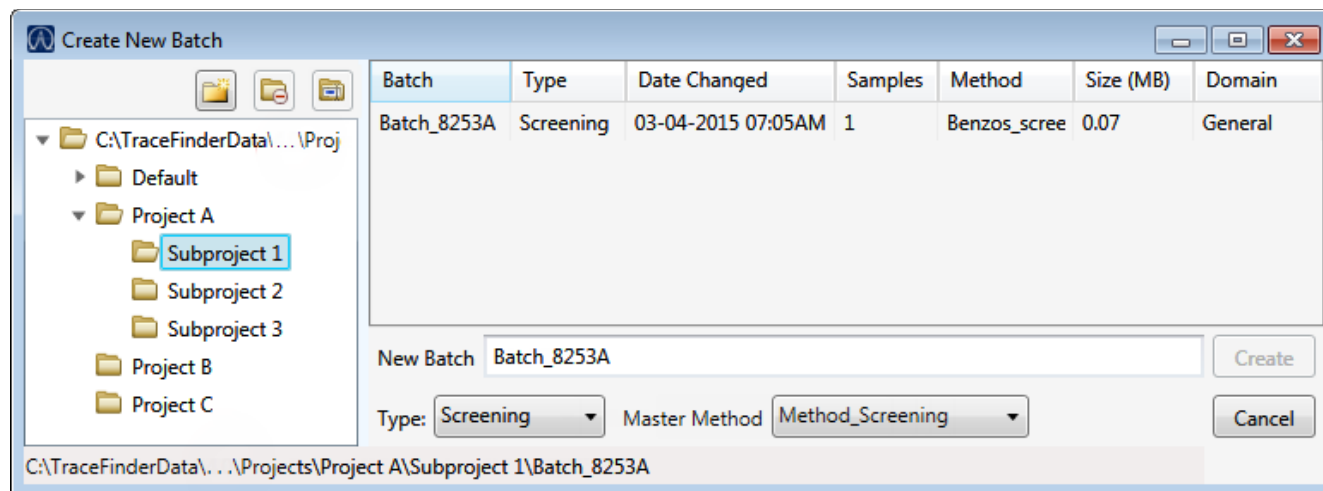 Create New Batch
Batch Type Date Changed Samples Method Size (MB) Domain
Batch_8253A Screening 03-04-2015 07:05AM 1 Benzos_scree 0.07 General
C:\TraceFinderData\...\Proj
Default
Project A
Subproject 1
Subproject 2
Subproject 3
Project B
Project C
New Batch Batch_8253A Create
Type: Screening Master Method Method_Screening Cancel
C:\TraceFinderData\. . .\Projects\Project A\Subproject 1\Batch_8253A